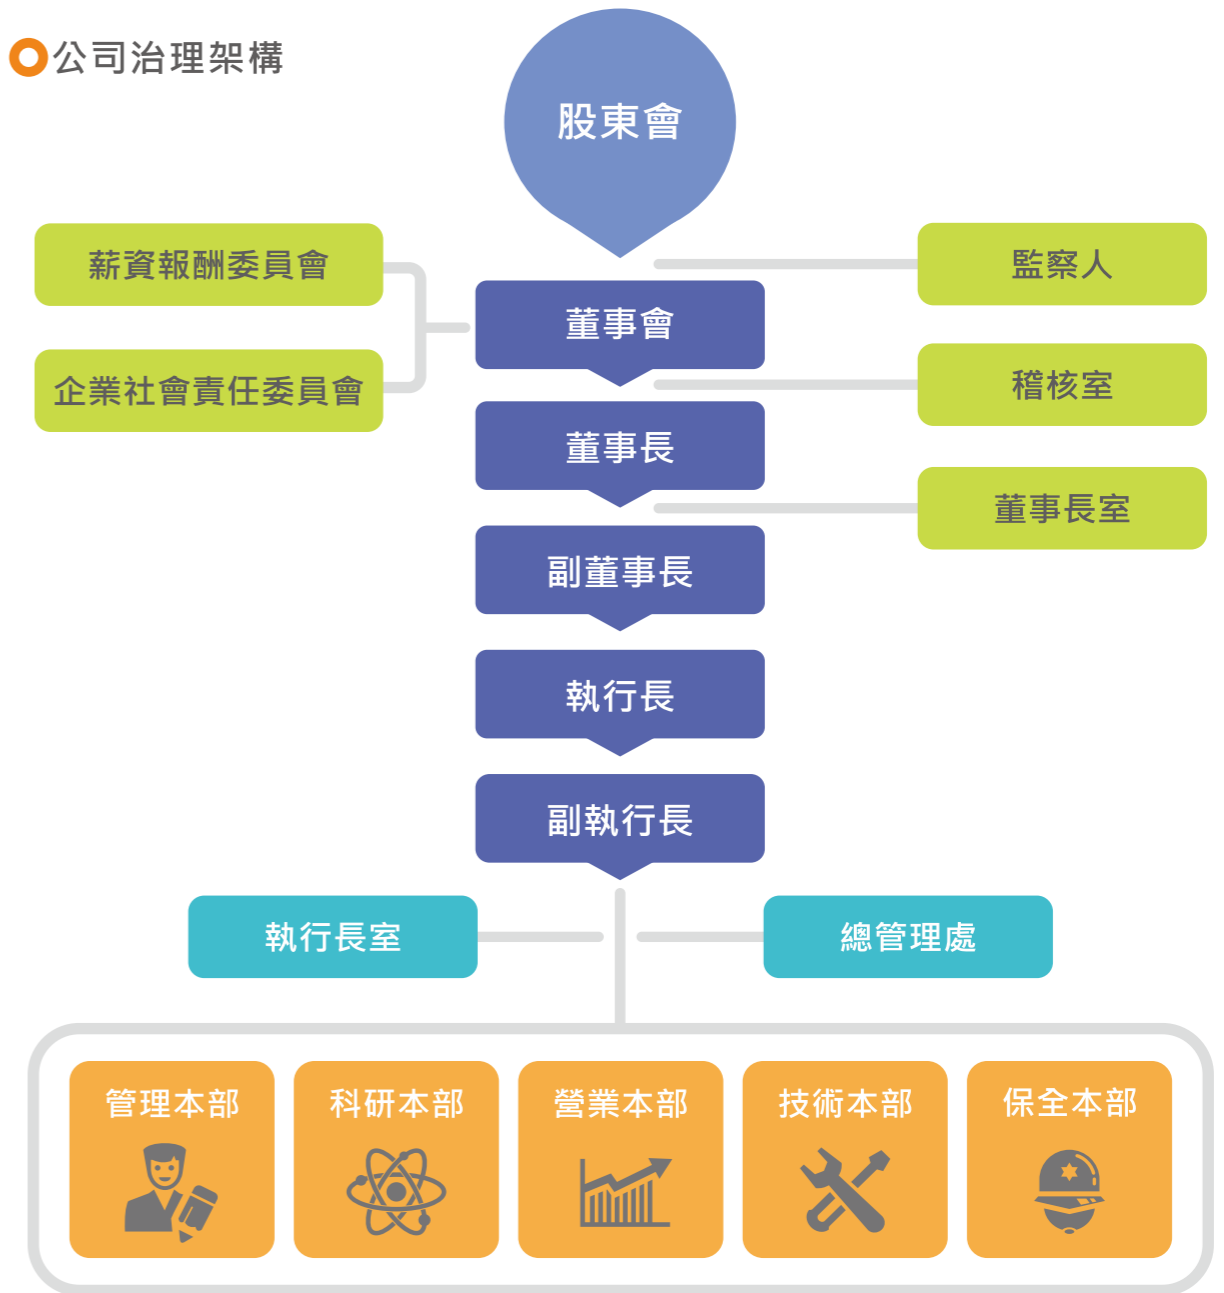 公司治理架構
股東會
薪資報酬委員會
監察人
董事會
企業社會責任委員會
稽核室
董事長
董事長室
副董事長
執行長
副執行長
執行長室
總管理處
管理本部
科研本部
營業本部
技術本部
保全本部